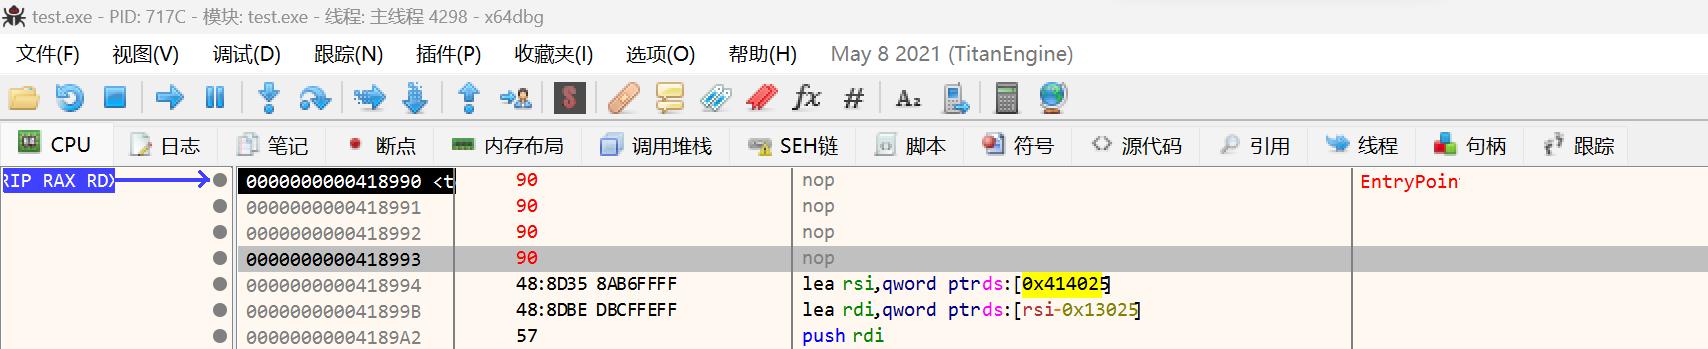 test.exe - PID: 717C - 模块: test.exe - 线程: 主线程 4298 - x64dbg
文件(F) 视图(V) 调试(D) 跟踪(N) 插件(P) 收藏夹(I) 选项(O) 帮助(H) May 8 2021 (TitanEngine)
CPU 日志 笔记 断点 内存布局 调用堆栈 SEH链 脚本 符号 源代码 引用 线程 句柄 跟踪
RIP RAX RDX 0000000000418990 <t 90 nop EntryPoin
0000000000418991 90 nop
0000000000418992 90 nop
0000000000418993 90 nop
0000000000418994 48:8D35 8AB6FFFF lea rsi,qword ptr ds:[0x414025]
000000000041899B 48:8DBE DBCFFEFF lea rdi,qword ptr ds:[rsi-0x13025]
00000000004189A2 57 push rdi